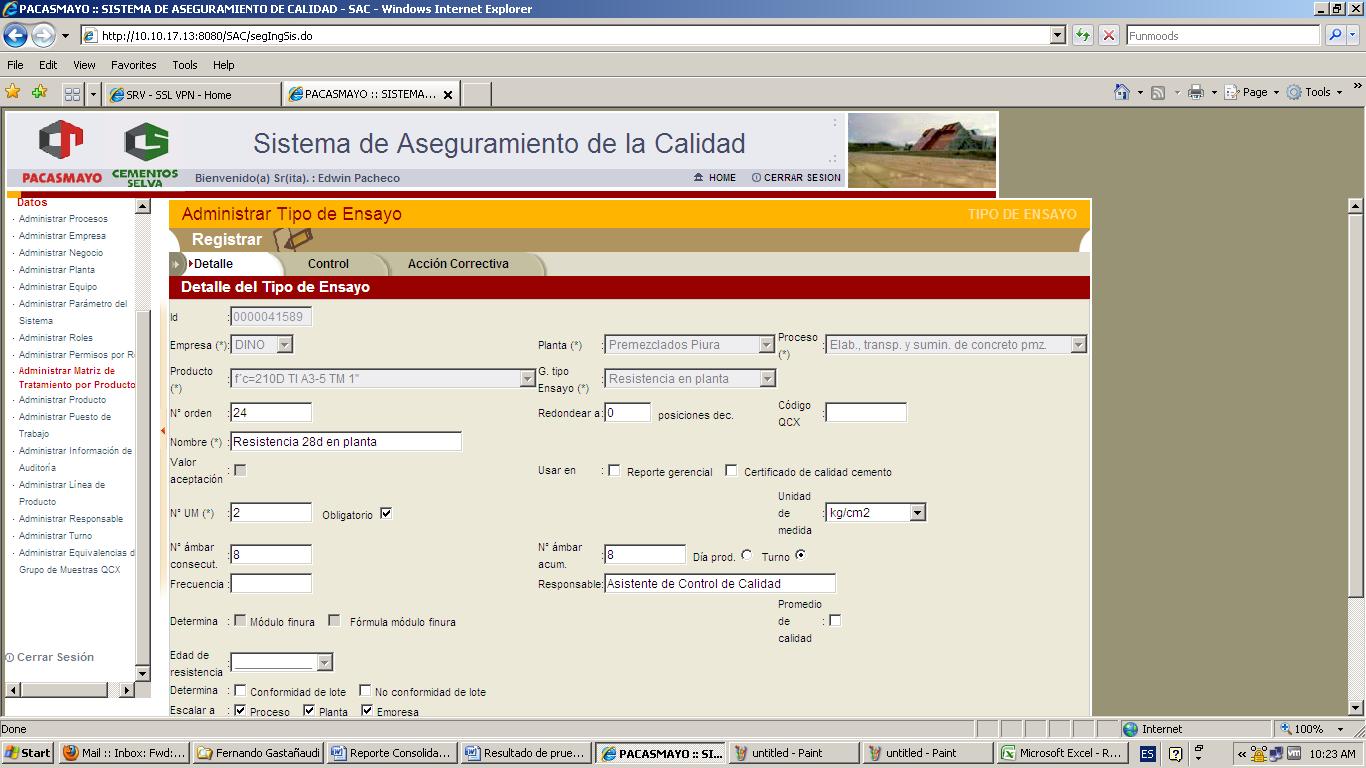 PACASMAYO :: SISTEMA DE ASEGURAMIENTO DE CALIDAD - SAC - Windows Internet Explorer
http://10.10.17.13:8080/SAC/segIngSis.do
Funmoods
File Edit View Favorites Tools Help
SRV - SSL VPN - Home
PACASMAYO :: SISTEMA...
Page Tools »
PACASMAYO
CEMENTOS SELVA
Sistema de Aseguramiento de la Calidad
Bienvenido(a) Sr(ita). : Edwin Pacheco
HOME CERRAR SESION
Datos
Administrar Procesos
Administrar Empresa
Administrar Negocio
Administrar Planta
Administrar Equipo
Administrar Parámetro del
Sistema
Administrar Roles
Administrar Permisos por R
Administrar Matriz de
Tratamiento por Producto
Administrar Producto
Administrar Puesto de
Trabajo
Administrar Información de
Auditoría
Administrar Línea de
Producto
Administrar Responsable
Administrar Turno
Administrar Equivalencias d
Grupo de Muestras QCX
Cerrar Sesión
Administrar Tipo de Ensayo TIPO DE ENSAYO
Registrar
Detalle Control Acción Correctiva
Detalle del Tipo de Ensayo
Id : 0000041589
Empresa (*): DINO Planta (*) : Premezclados Piura Proceso (*) : Elab., transp. y sumin. de concreto pmz.
Producto (*) : f´c=210D TI A3-5 TM 1" G. tipo Ensayo (*) : Resistencia en planta
N° orden : 24 Redondear a: 0 posiciones dec. Código QCX :
Nombre (*) : Resistencia 28d en planta
Valor aceptación : Usar en : Reporte gerencial Certificado de calidad cemento
N° UM (*) : 2 Obligatorio Unidad de medida : kg/cm2
N° ámbar consecut. : 8 N° ámbar acum. : 8 Día prod. Turno
Frecuencia : Responsable: Asistente de Control de Calidad
Determina : Módulo finura Fórmula módulo finura Promedio de calidad :
Edad de resistencia :
Determina : Conformidad de lote No conformidad de lote
Escalar a : Proceso Planta Empresa
Done Internet 100%
Start Mail :: Inbox: Fwd:... Fernando Gastañaudi Reporte Consolida... Resultado de prue... PACASMAYO :: SI... untitled - Paint untitled - Paint Microsoft Excel - R... ES « 10:23 AM